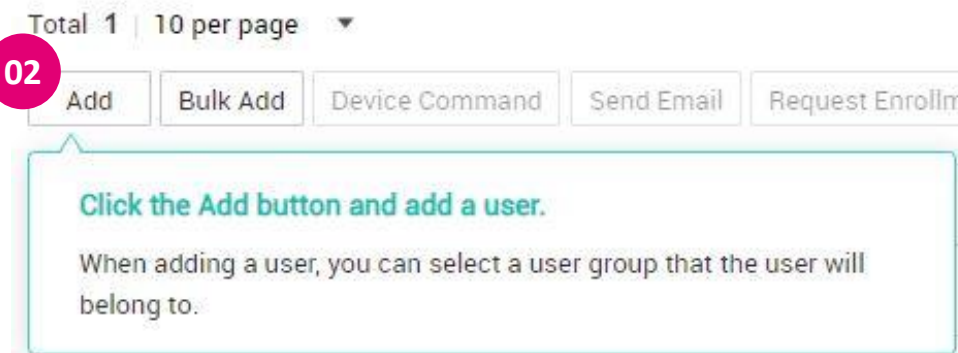 Total 1 10 per page
02
Add Bulk Add Device Command Send Email Request
Click the Add button and add a user.
When adding a user, you can select a user group that the user will
belong to.